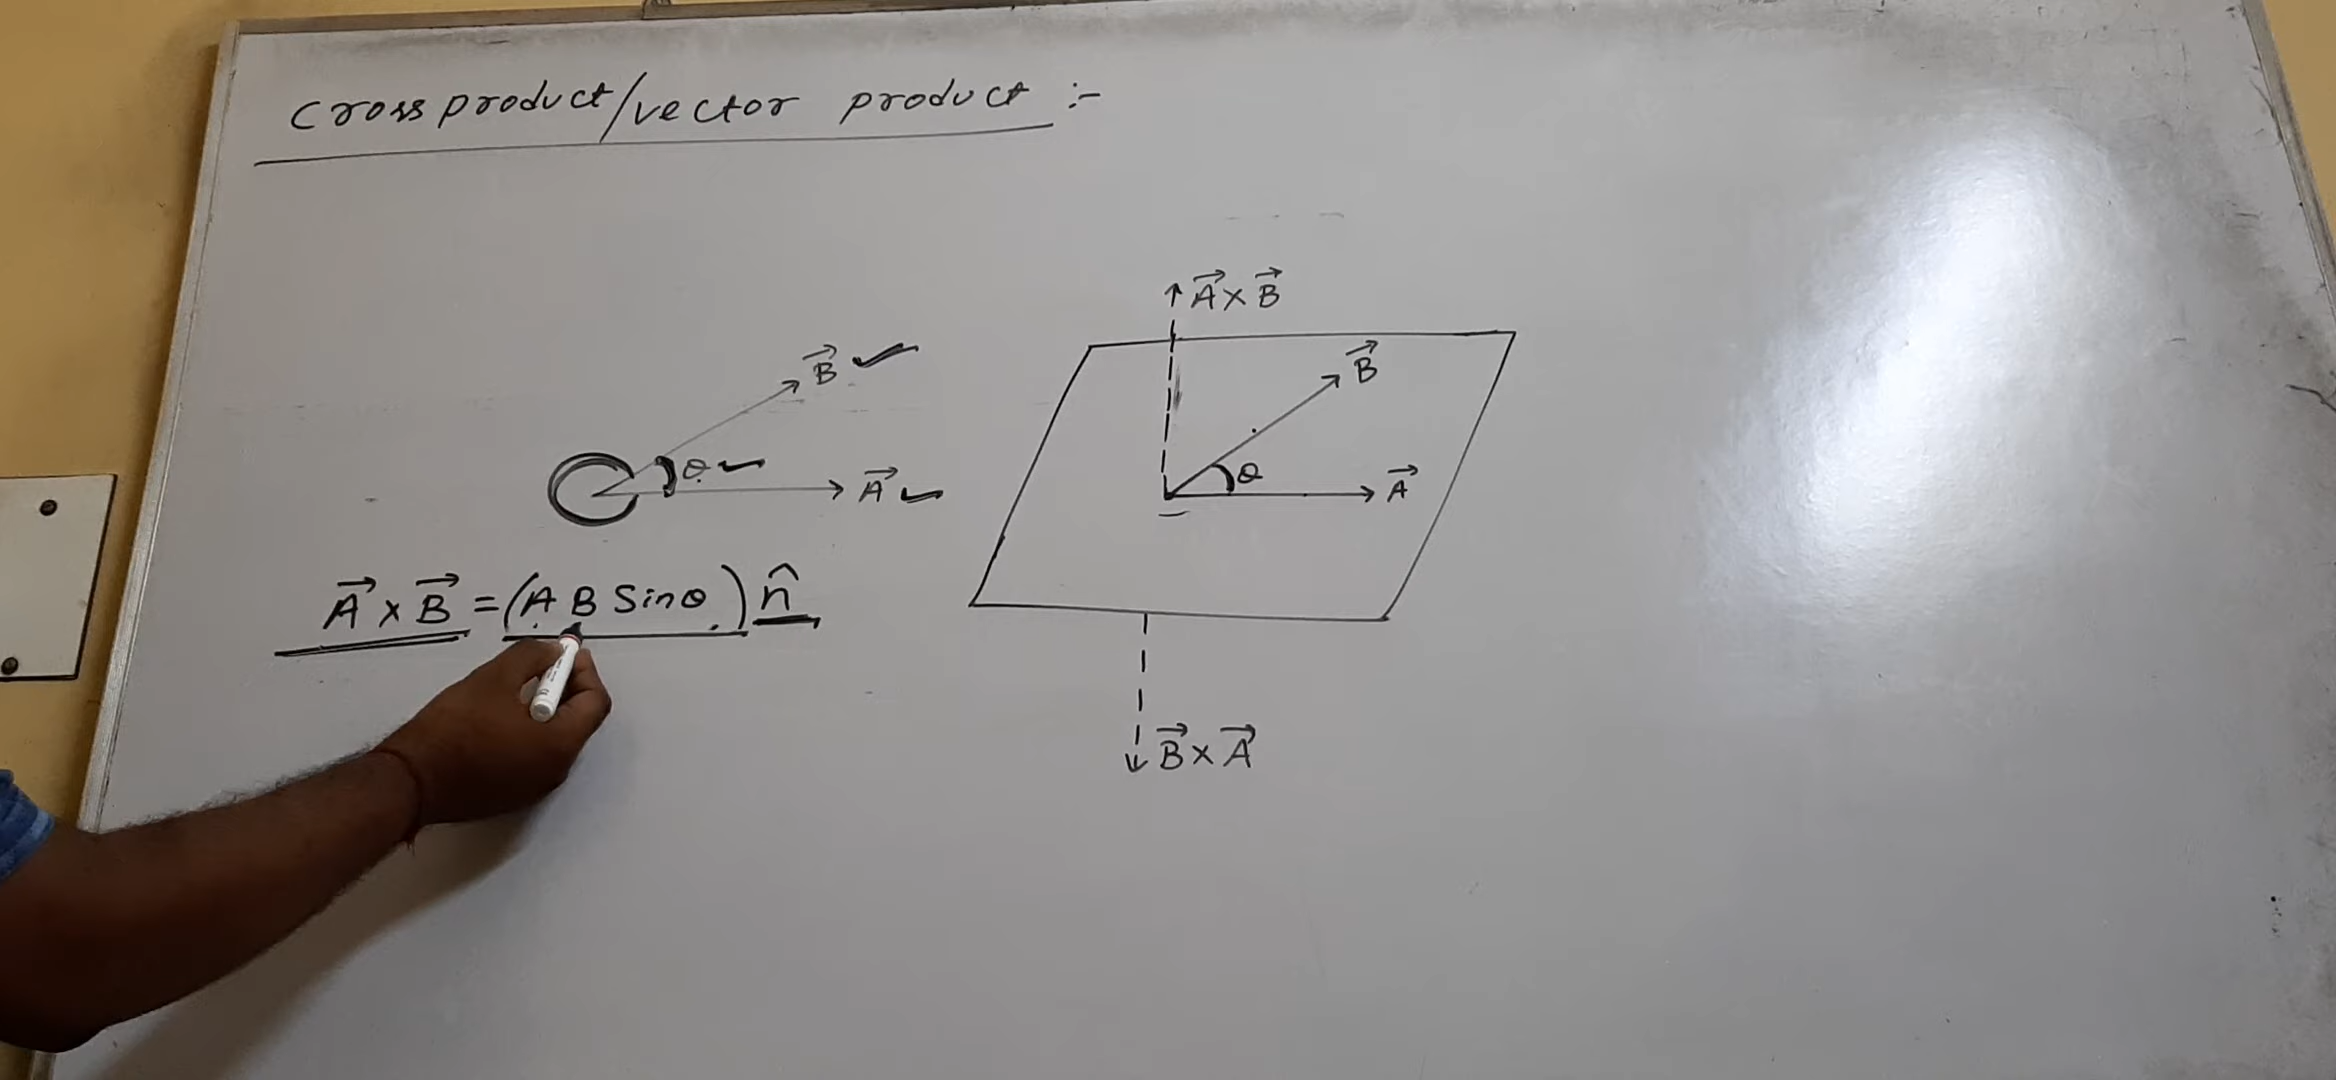 Cross product/vector product :-
B⃗
θ
A⃗
A⃗ × B⃗ = (A B Sinθ) n̂
A⃗ × B⃗
B⃗
θ
A⃗
B⃗ × A⃗